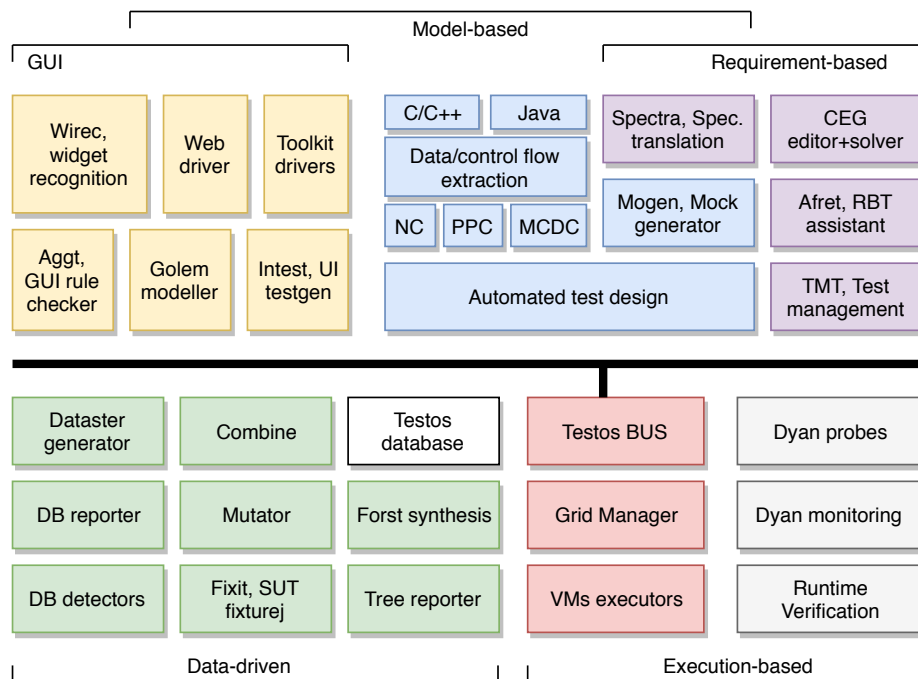 Model-based
GUI
Requirement-based
Wirec,
widget
recognition
Web
driver
Toolkit
drivers
C/C++
Java
Data/control flow
extraction
NC
PPC
MCDC
Spectra, Spec.
translation
CEG
editor+solver
Mogen, Mock
generator
Afret, RBT
assistant
Aggt,
GUI rule
checker
Golem
modeller
Intest, UI
testgen
Automated test design
TMT, Test
management
Dataster
generator
Combine
Testos
database
Testos BUS
Dyan probes
DB reporter
Mutator
Forst synthesis
Grid Manager
Dyan monitoring
DB detectors
Fixit, SUT
fixturej
Tree reporter
VMs executors
Runtime
Verification
Data-driven
Execution-based